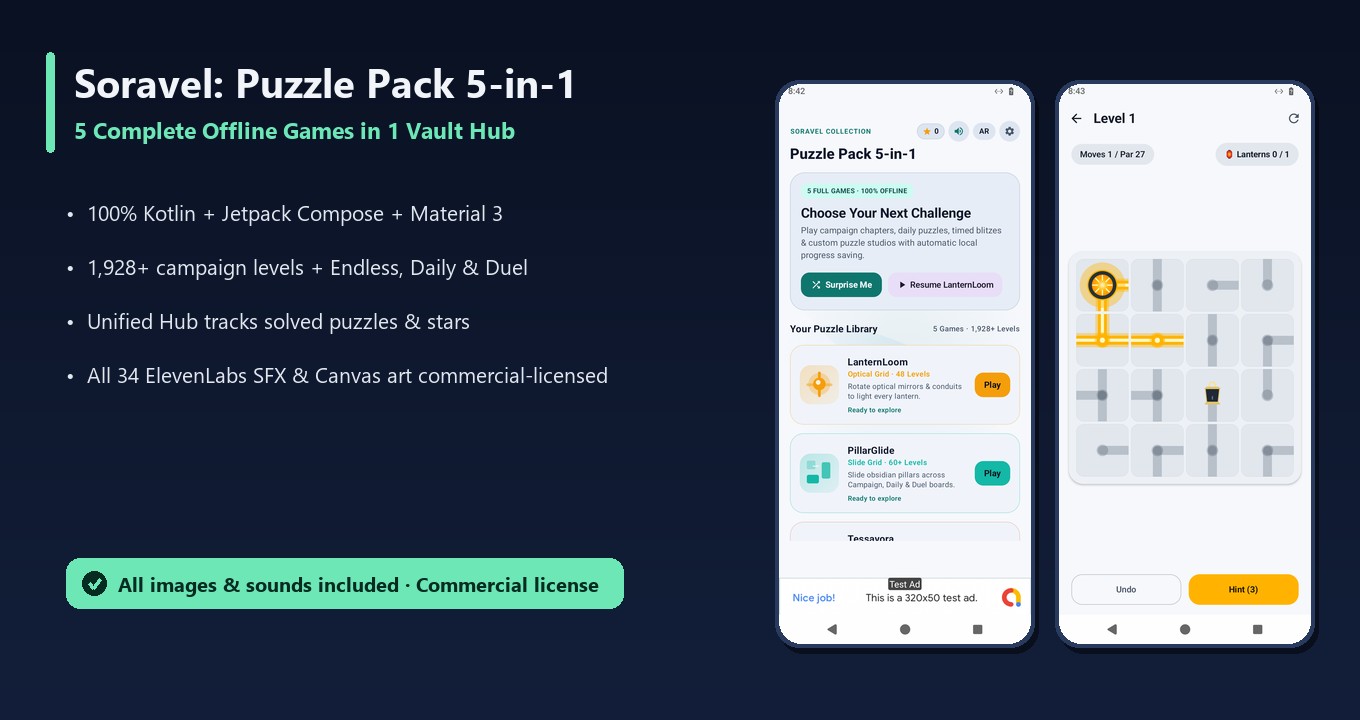 Soravel: Puzzle Pack 5-in-1
5 Complete Offline Games in 1 Vault Hub
• 100% Kotlin + Jetpack Compose + Material 3
• 1,928+ campaign levels + Endless, Daily & Duel
• Unified Hub tracks solved puzzles & stars
• All 34 ElevenLabs SFX & Canvas art commercial-licensed
All images & sounds included · Commercial license
8:42
SORAVEL COLLECTION
0
AR
Puzzle Pack 5-in-1
5 FULL GAMES · 100% OFFLINE
Choose Your Next Challenge
Play campaign chapters, daily puzzles, timed blitzes
& custom puzzle studios with automatic local
progress saving.
Surprise Me
Resume LanternLoom
Your Puzzle Library
5 Games · 1,928+ Levels
LanternLoom
Optical Grid · 48 Levels
Rotate optical mirrors & conduits
to light every lantern.
Ready to explore
Play
PillarGlide
Slide Grid · 60+ Levels
Slide obsidian pillars across
Campaign, Daily & Duel boards.
Ready to explore
Play
Tessavora
Test Ad
Nice job!
This is a 320x50 test ad.
8:43
Level 1
Moves 1 / Par 27
Lanterns 0 / 1
Undo
Hint (3)